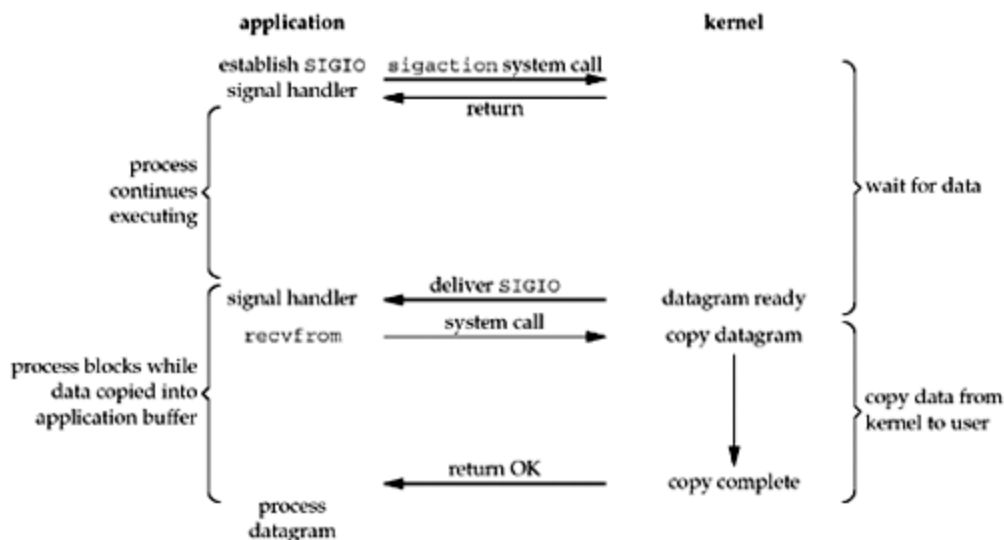 application kernel
establish SIGIO sigaction system call
signal handler
return
process
continues
executing
wait for data
deliver SIGIO
signal handler datagram ready
system call
recvfrom copy datagram
process blocks while
data copied into
application buffer
copy data from
kernel to user
return OK
copy complete
process
datagram